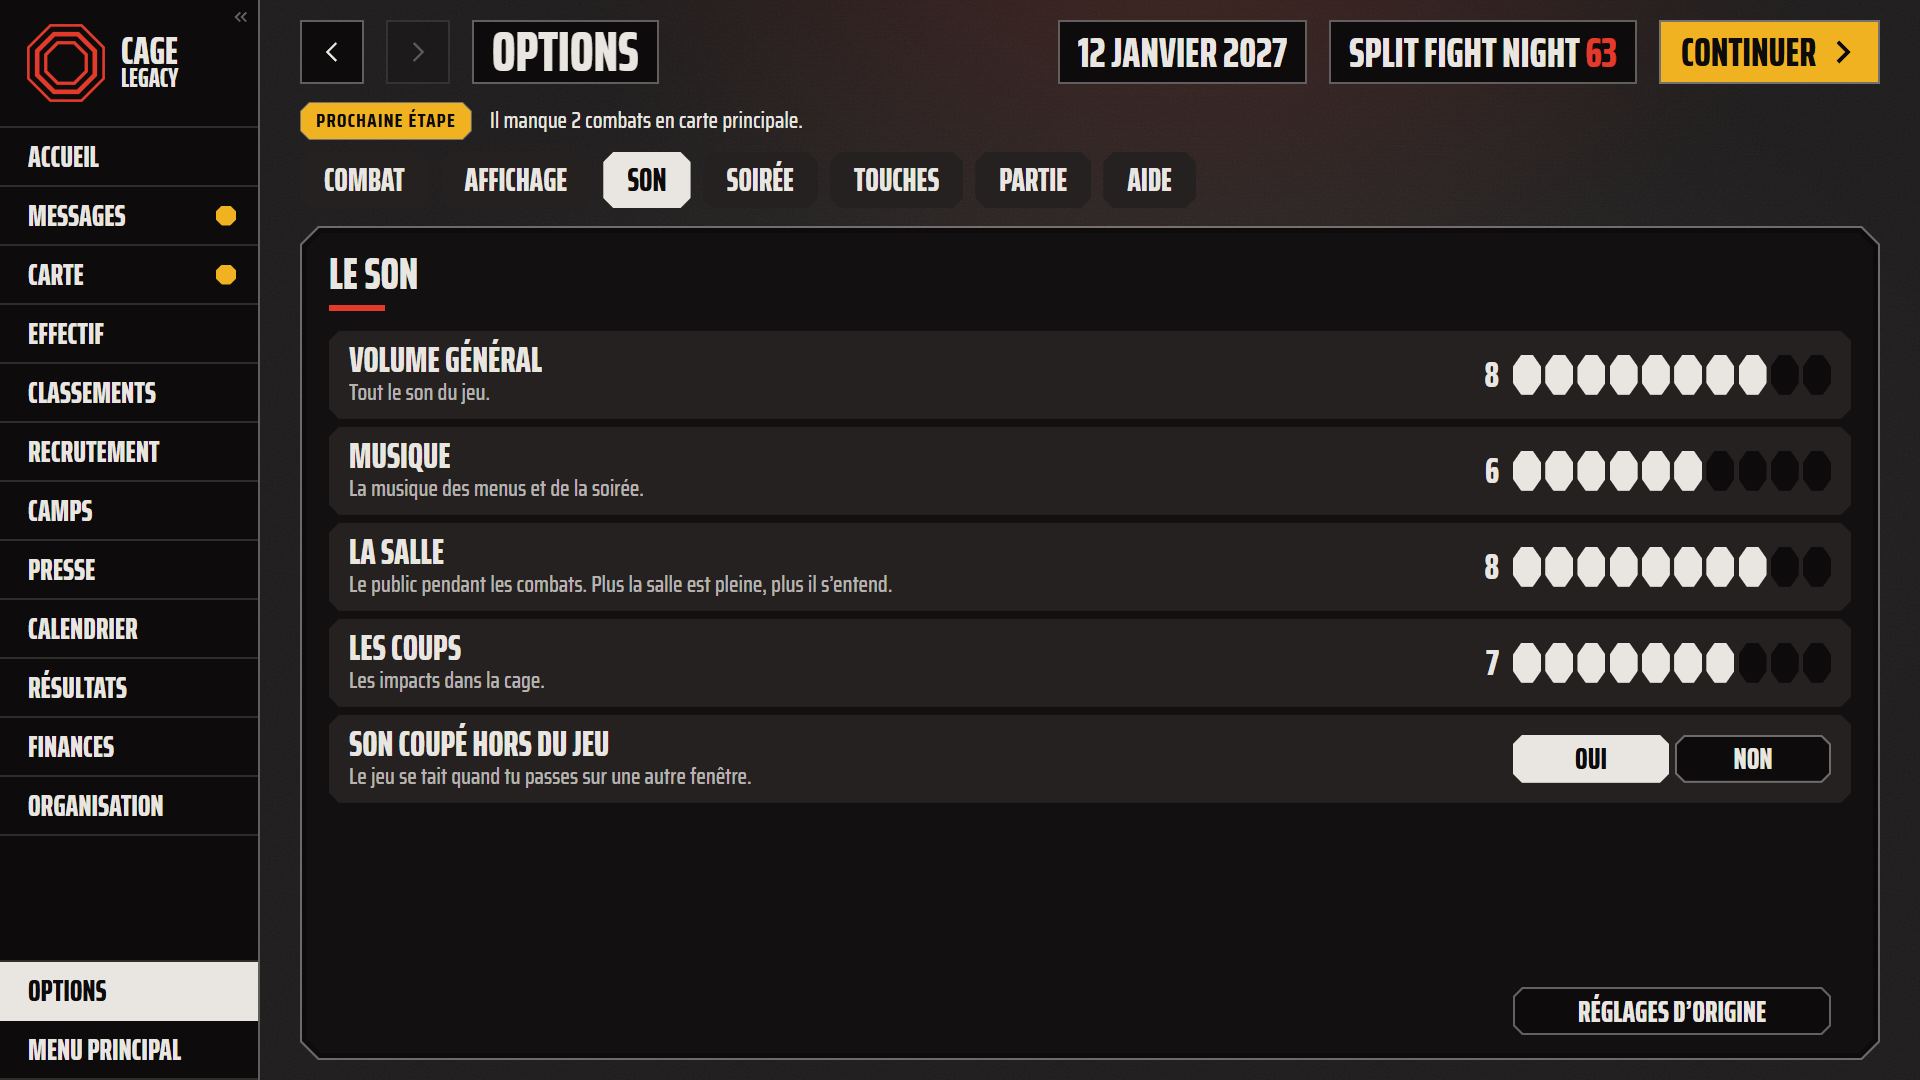 CAGE
LEGACY
ACCUEIL
MESSAGES
CARTE
EFFECTIF
CLASSEMENTS
RECRUTEMENT
CAMPS
PRESSE
CALENDRIER
RÉSULTATS
FINANCES
ORGANISATION
OPTIONS
MENU PRINCIPAL
OPTIONS
12 JANVIER 2027
SPLIT FIGHT NIGHT 63
CONTINUER
PROCHAINE ÉTAPE
Il manque 2 combats en carte principale.
COMBAT
AFFICHAGE
SON
SOIRÉE
TOUCHES
PARTIE
AIDE
LE SON
VOLUME GÉNÉRAL
Tout le son du jeu.
8
MUSIQUE
La musique des menus et de la soirée.
6
LA SALLE
Le public pendant les combats. Plus la salle est pleine, plus il s’entend.
8
LES COUPS
Les impacts dans la cage.
7
SON COUPÉ HORS DU JEU
Le jeu se tait quand tu passes sur une autre fenêtre.
OUI
NON
RÉGLAGES D’ORIGINE